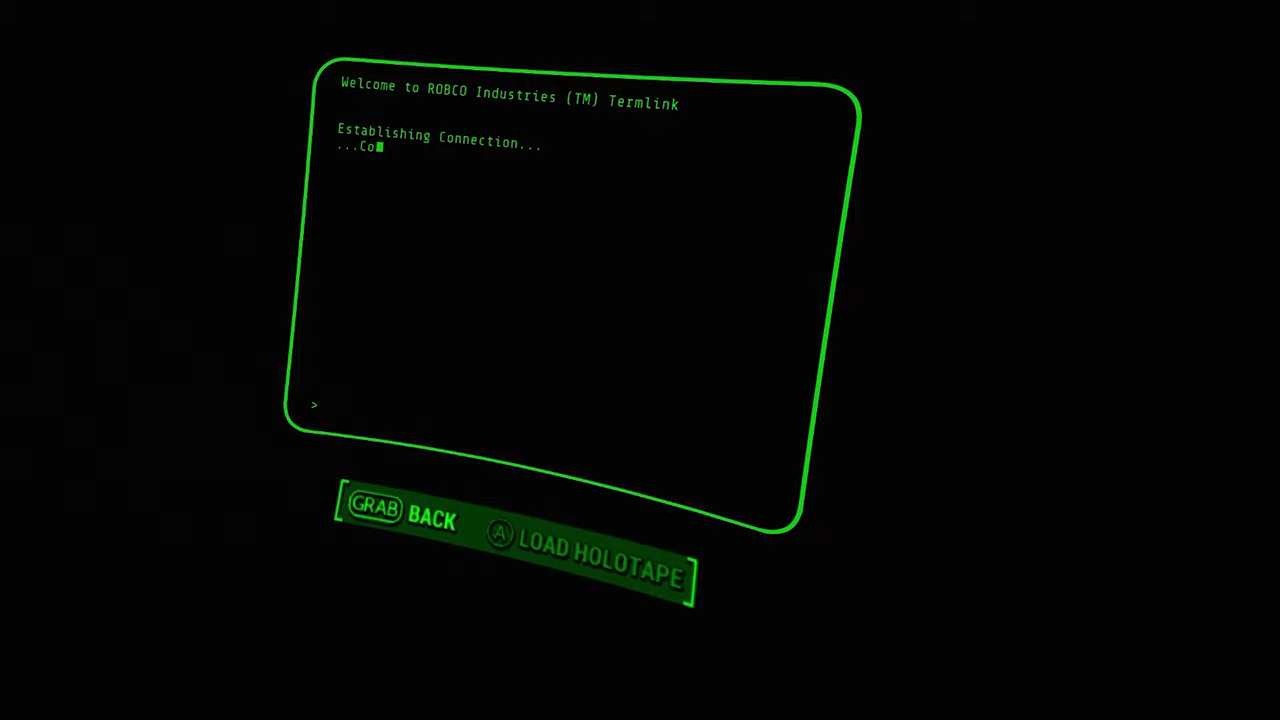 Welcome to ROBCO Industries (TM) Termlink
Establishing Connection...
...Co
>
GRAB BACK A LOAD HOLOTAPE